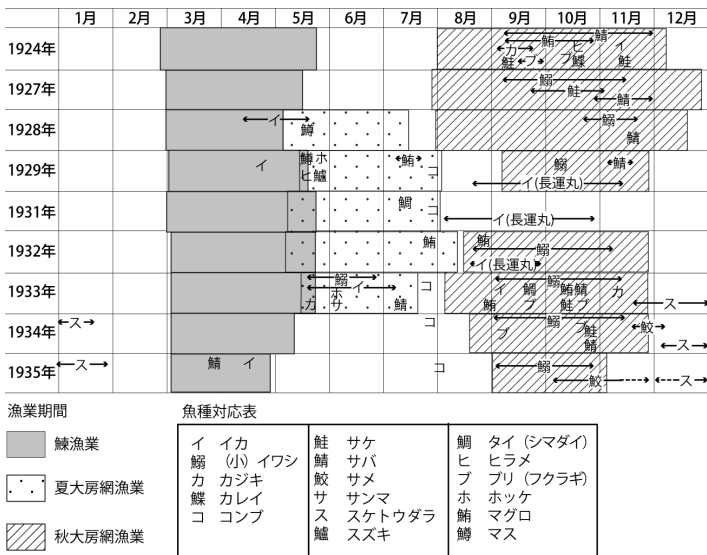 1月 2月 3月 4月 5月 6月 7月 8月 9月 10月 11月 12月
1924年
鯖
鮪 ヒ イ
カ ブ鰈
鮭 ブ 鮭
1927年
鰯
鮭
鯖
1928年
イ 鰯
鱒 鯖
1929年
鱒ホ 鮪 鰯 鯖
イ ヒ鱸 コ
イ(長運丸)
1931年
鯛
コ
イ(長運丸)
1932年
鮪 鮪
鰯
イ(長運丸)
1933年
鰯 鰯
イ コ イ 鯛 鮪鯖 カ
ホ
カ サ 鯖 鮪 ブ 鮭ブ ス
1934年
ス コ 鰯 鮫
ブ ブ鮭
鯖 ス
1935年
ス 鯖 イ コ 鰯
鮫 ス
漁業期間
鰊漁業
夏大房網漁業
秋大房網漁業
魚種対応表
イ イカ
鰯 (小)イワシ
カ カジキ
鰈 カレイ
コ コンブ
鮭 サケ
鯖 サバ
鮫 サメ
サ サンマ
ス スケトウダラ
鱸 スズキ
鯛 タイ(シマダイ)
ヒ ヒラメ
ブ ブリ(フクラギ)
ホ ホッケ
鮪 マグロ
鱒 マス